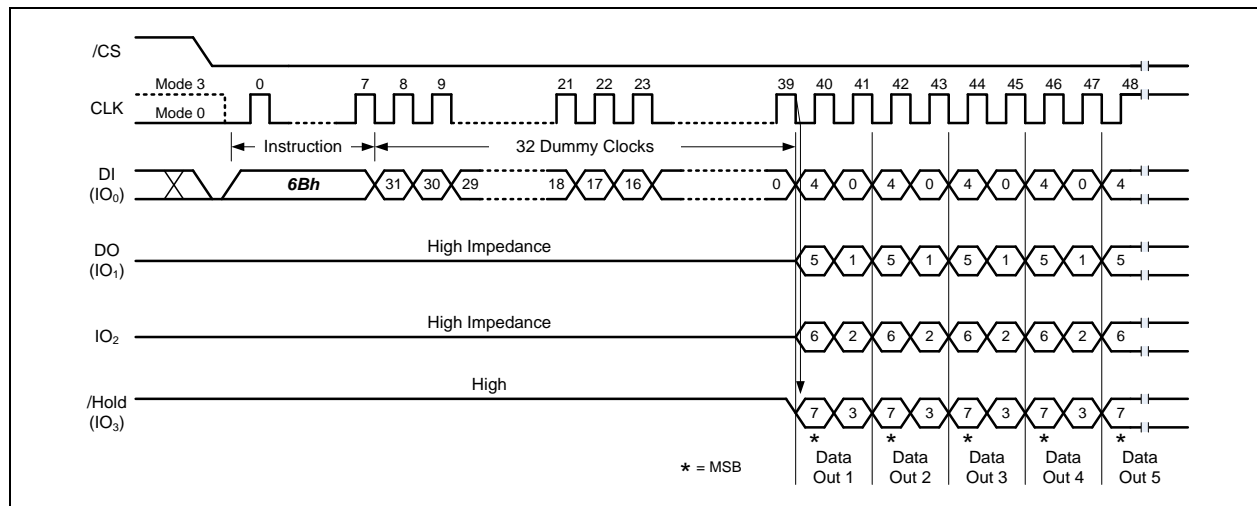 /CS
Mode 3 0 7 8 9 21 22 23 39 40 41 42 43 44 45 46 47 48
CLK
Mode 0
Instruction 32 Dummy Clocks
DI
(IO₀)
6Bh 31 30 29 18 17 16 0 4 0 4 0 4 0 4 0 4
DO
(IO₁)
High Impedance
5 1 5 1 5 1 5 1 5
IO₂
High Impedance
6 2 6 2 6 2 6 2 6
/Hold
(IO₃)
High
7 3 7 3 7 3 7 3 7
* * * * *
* = MSB
Data Out 1
Data Out 2
Data Out 3
Data Out 4
Data Out 5